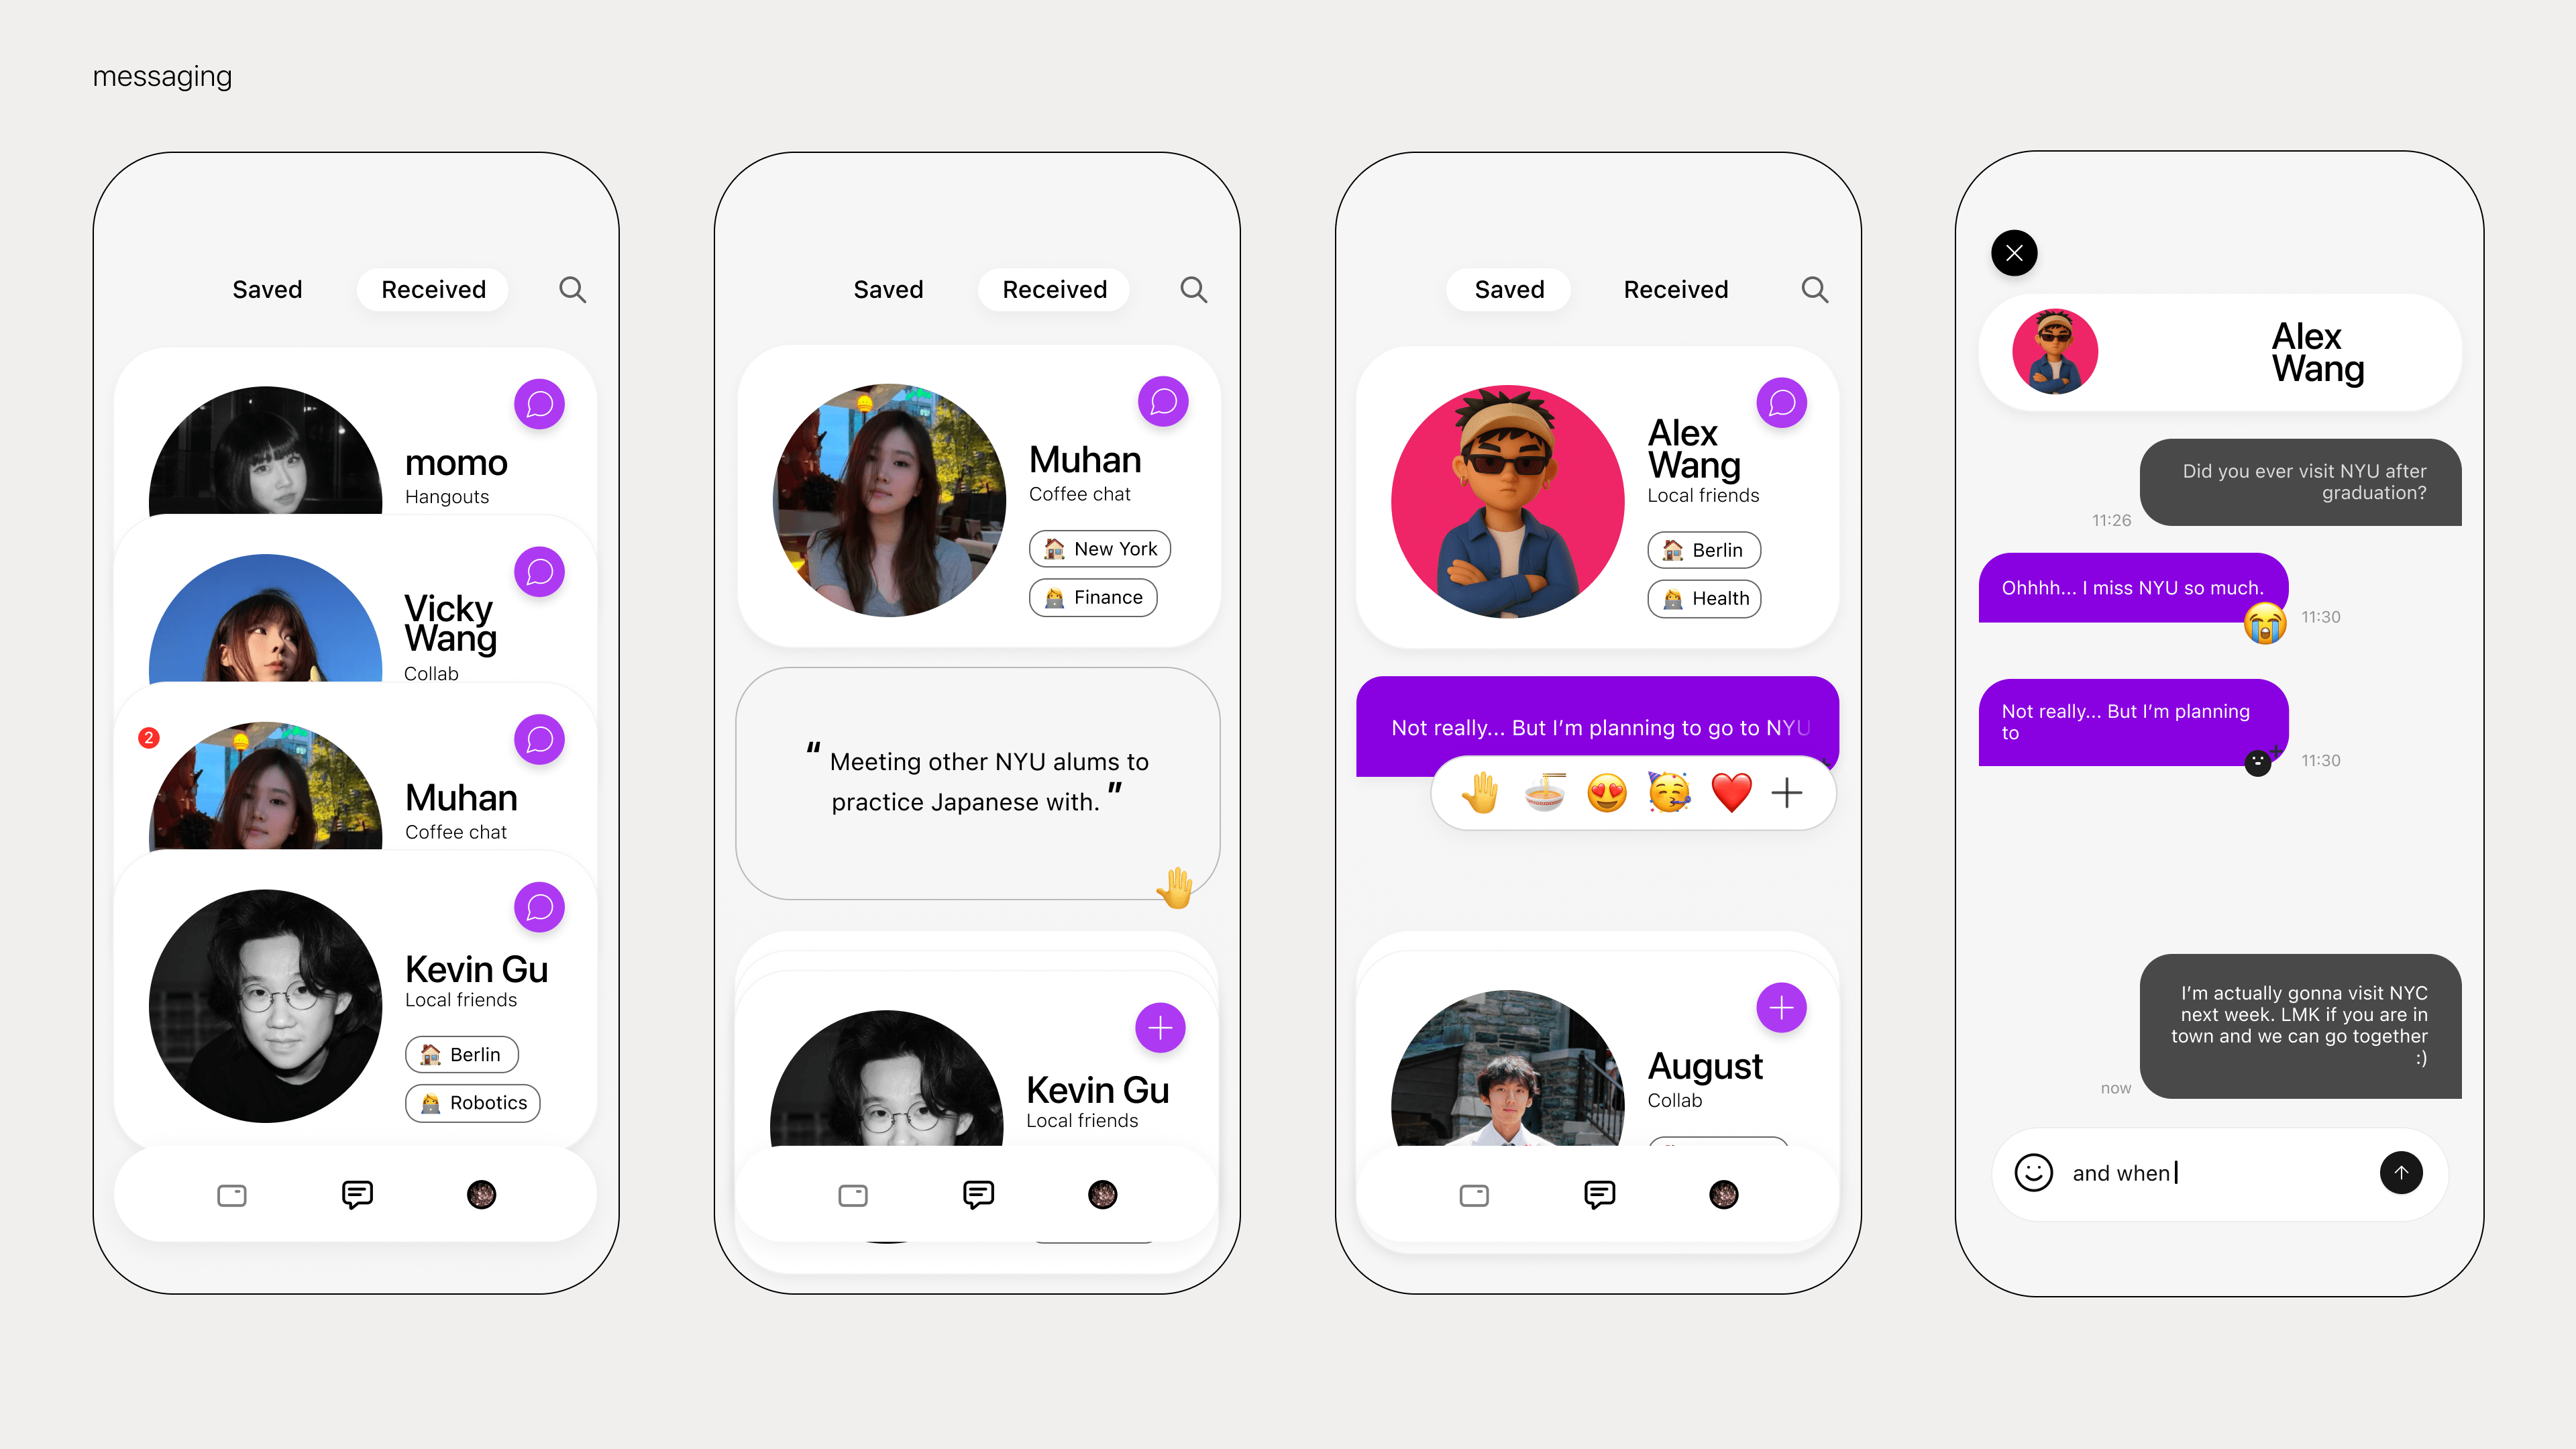 messaging
Saved
Received
momo
Hangouts
Vicky
Wang
Collab
2
Muhan
Coffee chat
Kevin Gu
Local friends
Berlin
Robotics
Saved
Received
Muhan
Coffee chat
New York
Finance
“ Meeting other NYU alums to
practice Japanese with. ”
Kevin Gu
Local friends
Saved
Received
Alex
Wang
Local friends
Berlin
Health
Not really... But I’m planning to go to NYU
August
Collab
Alex
Wang
Did you ever visit NYU after
graduation?
11:26
Ohhhh... I miss NYU so much.
11:30
Not really... But I’m planning
to
11:30
I’m actually gonna visit NYC
next week. LMK if you are in
town and we can go together
:)
now
and when